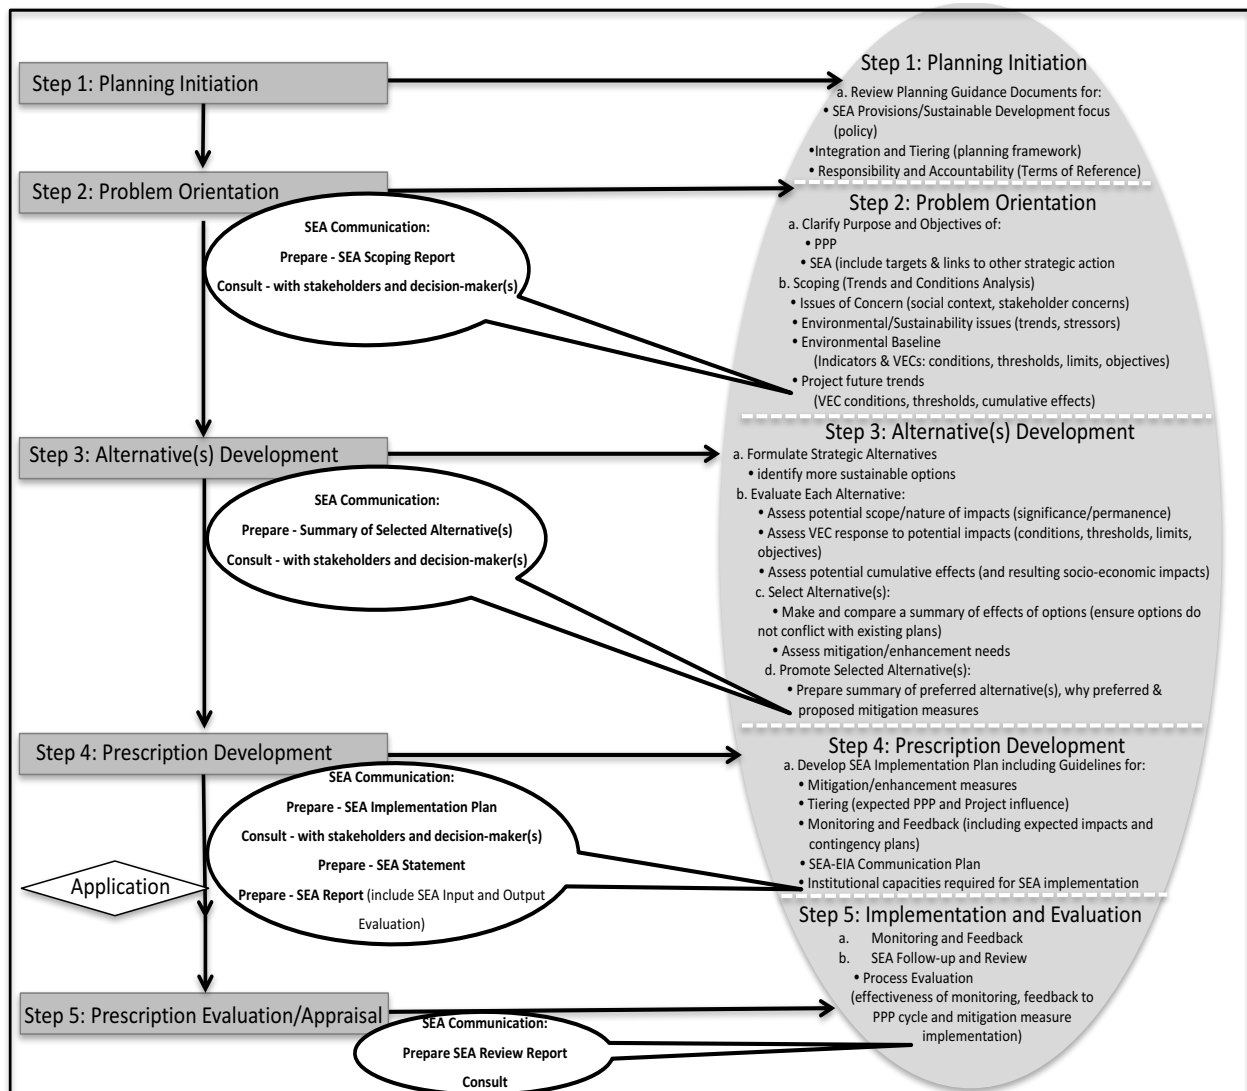 Step 1: Planning Initiation
Step 2: Problem Orientation
SEA Communication:
Prepare - SEA Scoping Report
Consult - with stakeholders and decision-maker(s)
Step 3: Alternative(s) Development
SEA Communication:
Prepare - Summary of Selected Alternative(s)
Consult - with stakeholders and decision-maker(s)
Step 4: Prescription Development
SEA Communication:
Prepare - SEA Implementation Plan
Consult - with stakeholders and decision-maker(s)
Prepare - SEA Statement
Prepare - SEA Report (include SEA Input and Output
Evaluation)
Application
Step 5: Prescription Evaluation/Appraisal
SEA Communication:
Prepare SEA Review Report
Consult
Step 1: Planning Initiation
a. Review Planning Guidance Documents for:
• SEA Provisions/Sustainable Development focus
(policy)
•Integration and Tiering (planning framework)
• Responsibility and Accountability (Terms of Reference)
Step 2: Problem Orientation
a. Clarify Purpose and Objectives of:
• PPP
• SEA (include targets & links to other strategic action
b. Scoping (Trends and Conditions Analysis)
• Issues of Concern (social context, stakeholder concerns)
• Environmental/Sustainability issues (trends, stressors)
• Environmental Baseline
(Indicators & VECs: conditions, thresholds, limits, objectives)
• Project future trends
(VEC conditions, thresholds, cumulative effects)
Step 3: Alternative(s) Development
a. Formulate Strategic Alternatives
• identify more sustainable options
b. Evaluate Each Alternative:
• Assess potential scope/nature of impacts (significance/permanence)
• Assess VEC response to potential impacts (conditions, thresholds, limits,
objectives)
• Assess potential cumulative effects (and resulting socio-economic impacts)
c. Select Alternative(s):
• Make and compare a summary of effects of options (ensure options do
not conflict with existing plans)
• Assess mitigation/enhancement needs
d. Promote Selected Alternative(s):
• Prepare summary of preferred alternative(s), why preferred &
proposed mitigation measures
Step 4: Prescription Development
a. Develop SEA Implementation Plan including Guidelines for:
• Mitigation/enhancement measures
• Tiering (expected PPP and Project influence)
• Monitoring and Feedback (including expected impacts and
contingency plans)
• SEA-EIA Communication Plan
• Institutional capacities required for SEA implementation
Step 5: Implementation and Evaluation
a. Monitoring and Feedback
b. SEA Follow-up and Review
• Process Evaluation
(effectiveness of monitoring, feedback to
PPP cycle and mitigation measure
implementation)